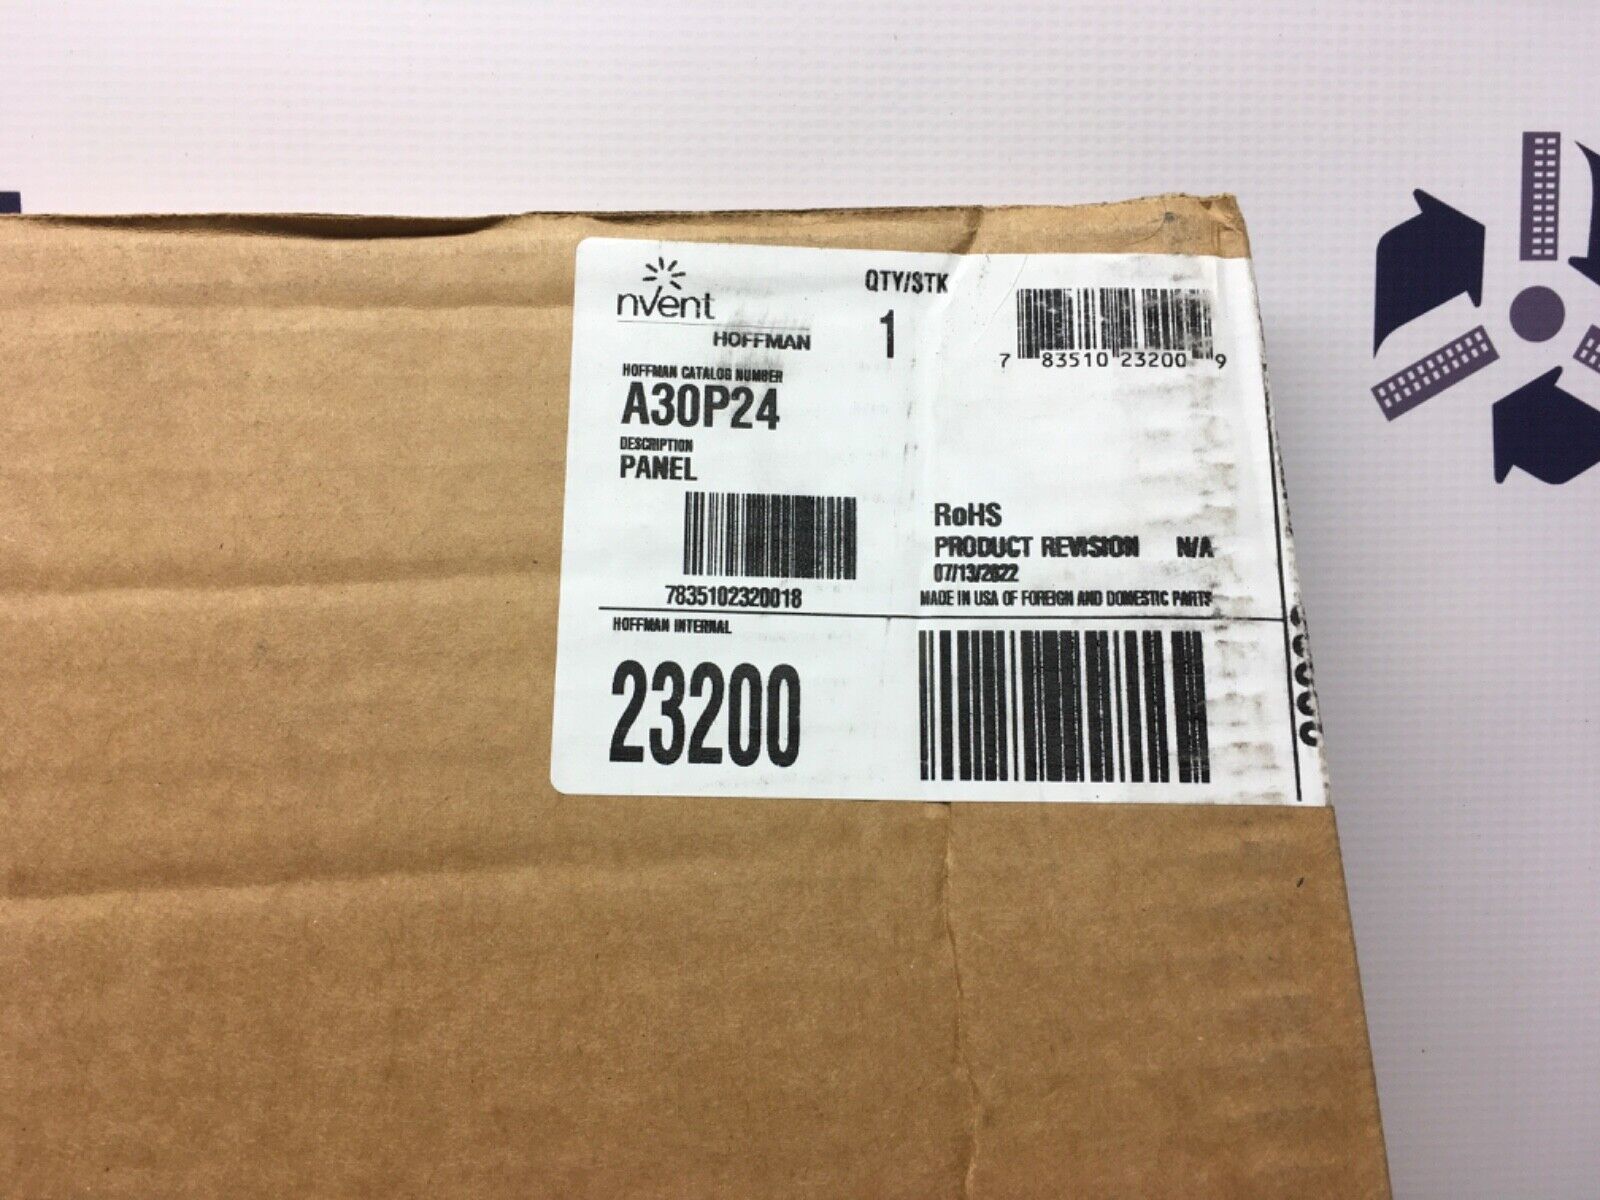 nVent
HOFFMAN
QTY/STK
1
7 83510 23200 9
HOFFMAN CATALOG NUMBER
A30P24
DESCRIPTION
PANEL
7835102320018
RoHS
PRODUCT REVISION N/A
07/13/2022
MADE IN USA OF FOREIGN AND DOMESTIC PARTS
HOFFMAN INTERNAL
23200